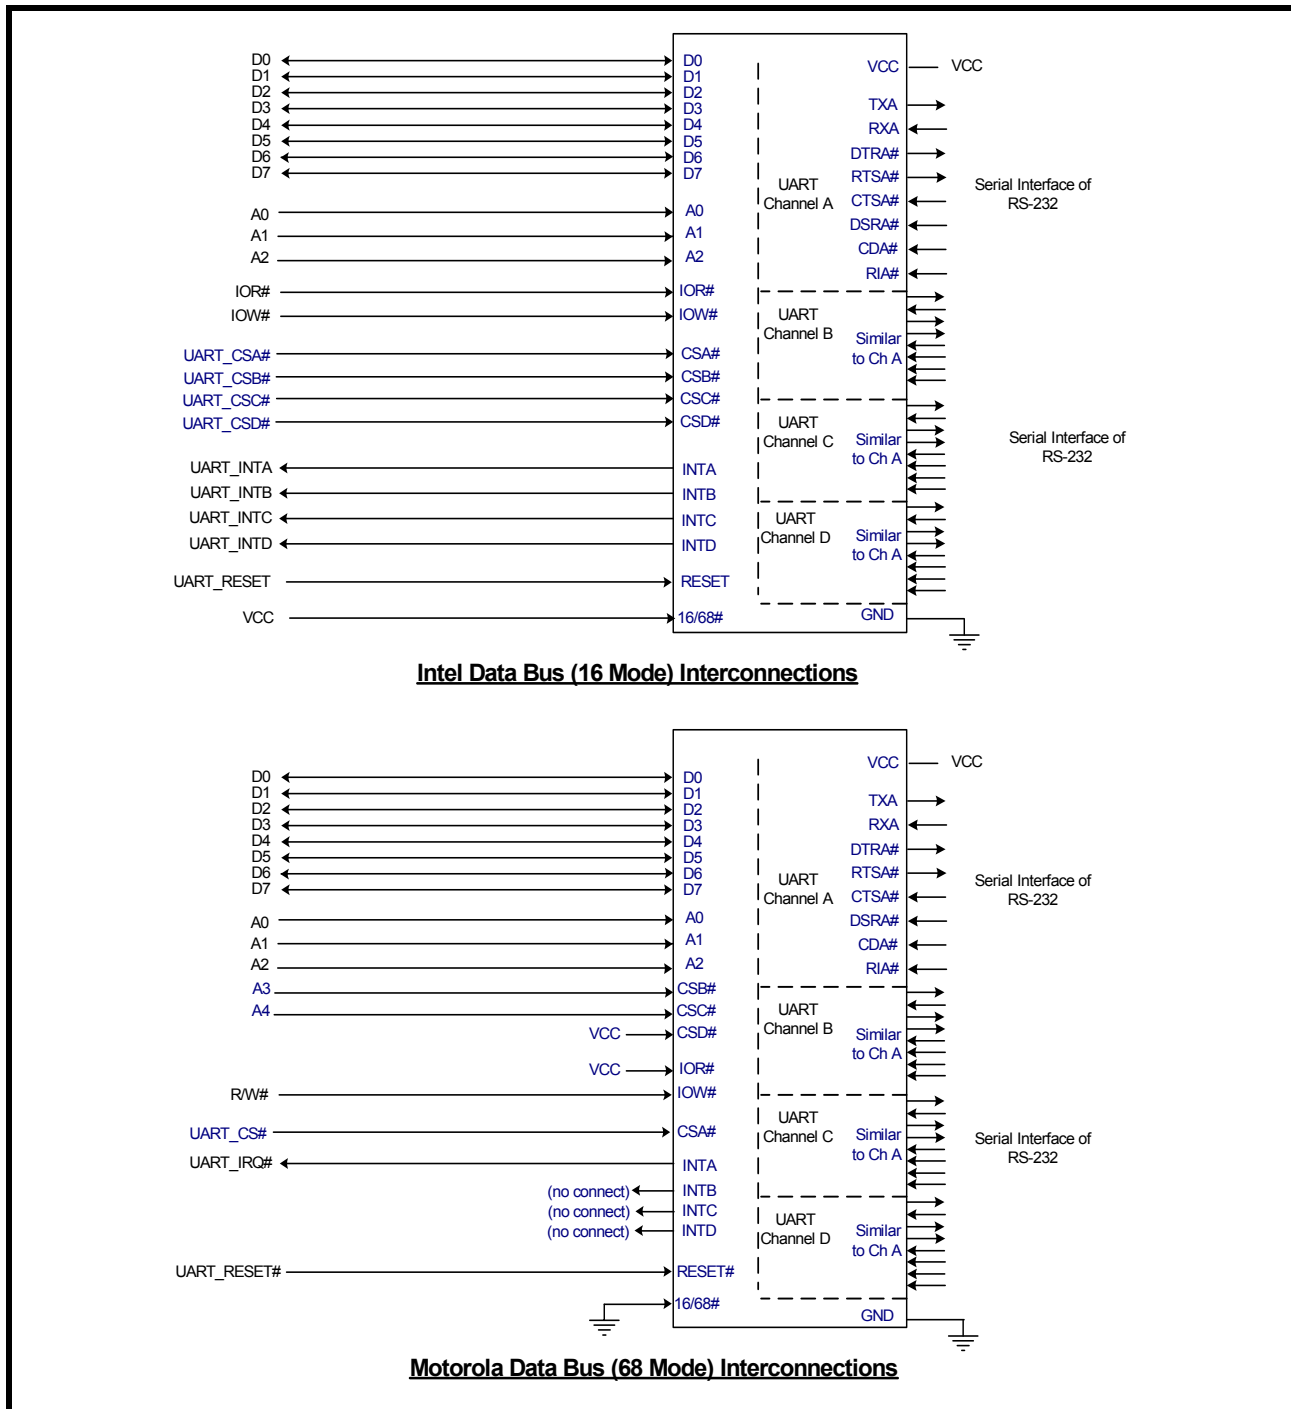 D0 D0
D1 D1
D2 D2
D3 D3
D4 D4
D5 D5
D6 D6
D7 D7
A0 A0
A1 A1
A2 A2
IOR# IOR#
IOW# IOW#
UART_CSA# CSA#
UART_CSB# CSB#
UART_CSC# CSC#
UART_CSD# CSD#
UART_INTA INTA
UART_INTB INTB
UART_INTC INTC
UART_INTD INTD
UART_RESET RESET
VCC 16/68#
UART
Channel A
UART
Channel B
UART
Channel C
UART
Channel D
VCC VCC
TXA
RXA
DTRA#
RTSA#
CTSA#
DSRA#
CDA#
RIA#
Similar
to Ch A
Similar
to Ch A
Similar
to Ch A
GND
Serial Interface of
RS-232
Serial Interface of
RS-232
Intel Data Bus (16 Mode) Interconnections
D0 D0
D1 D1
D2 D2
D3 D3
D4 D4
D5 D5
D6 D6
D7 D7
A0 A0
A1 A1
A2 A2
A3 CSB#
A4 CSC#
VCC CSD#
VCC IOR#
R/W# IOW#
UART_CS# CSA#
UART_IRQ# INTA
(no connect) INTB
(no connect) INTC
(no connect) INTD
UART_RESET# RESET#
16/68#
UART
Channel A
UART
Channel B
UART
Channel C
UART
Channel D
VCC VCC
TXA
RXA
DTRA#
RTSA#
CTSA#
DSRA#
CDA#
RIA#
Similar
to Ch A
Similar
to Ch A
Similar
to Ch A
GND
Serial Interface of
RS-232
Serial Interface of
RS-232
Motorola Data Bus (68 Mode) Interconnections